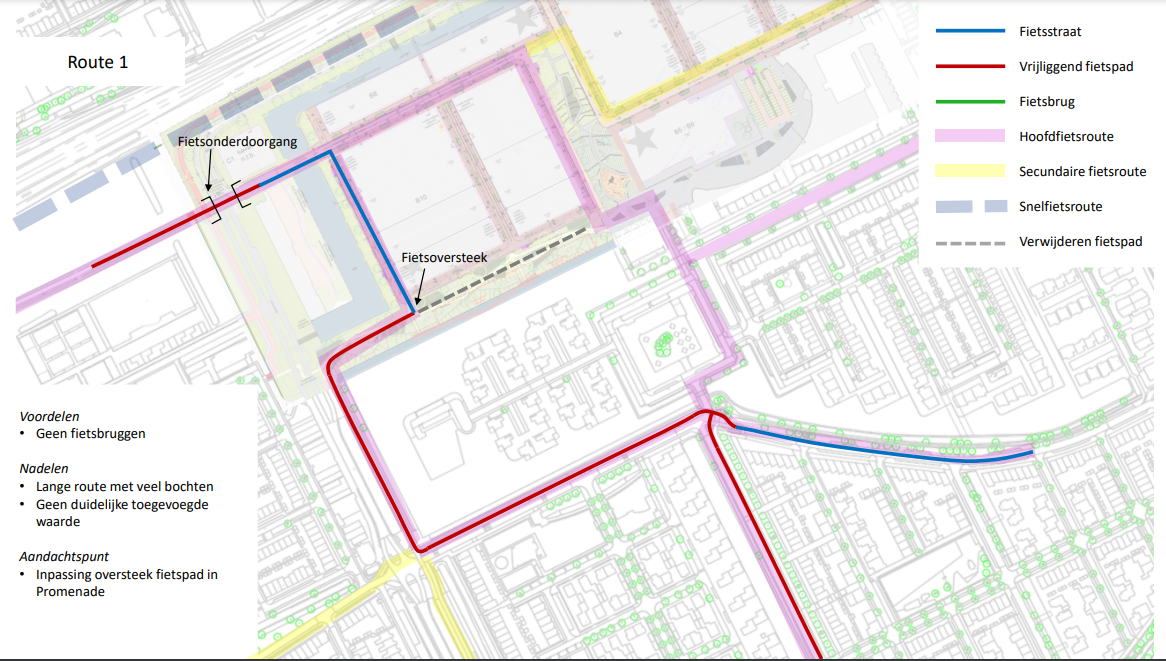 Route 1
Fietsonderdoorgang
Fietsoversteek
Fietsstraat
Vrijliggend fietspad
Fietsbrug
Hoofdfietsroute
Secundaire fietsroute
Snelfietsroute
Verwijderen fietspad
Voordelen
• Geen fietsbruggen
Nadelen
• Lange route met veel bochten
• Geen duidelijke toegevoegde
waarde
Aandachtspunt
• Inpassing oversteek fietspad in
Promenade